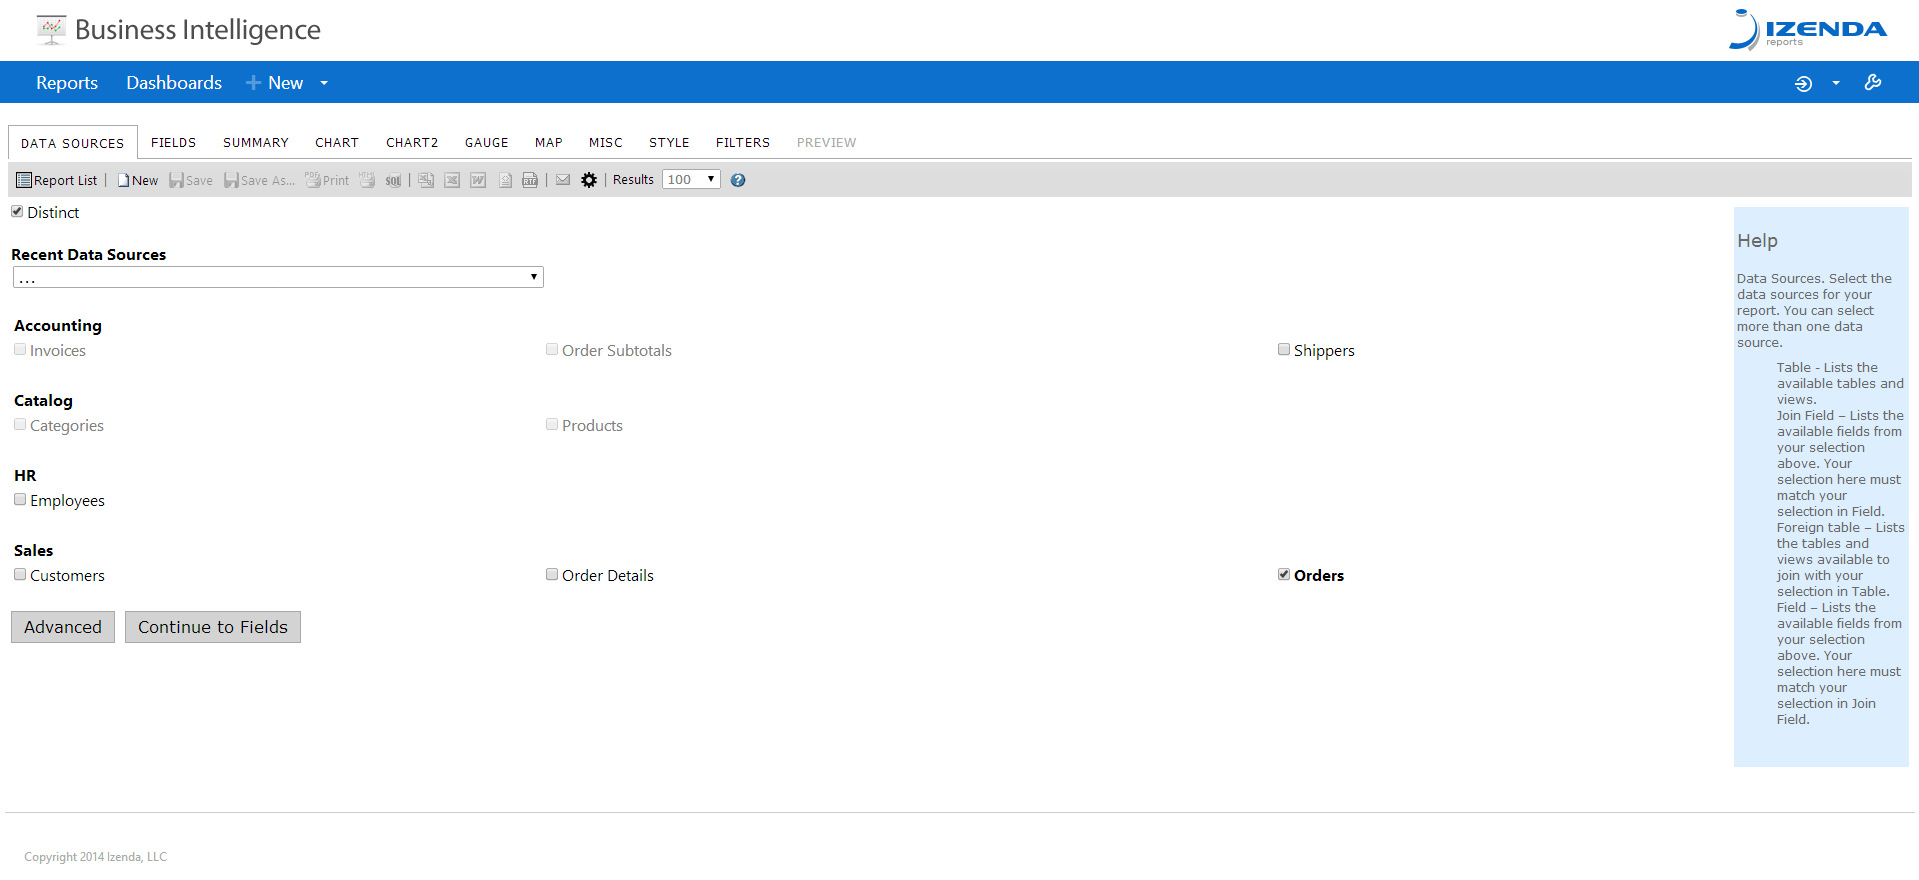 Business Intelligence
IZENDA
reports
Reports Dashboards + New
DATA SOURCES FIELDS SUMMARY CHART CHART2 GAUGE MAP MISC STYLE FILTERS PREVIEW
Report List | New Save Save As... PDF Print HTML SQL | RTF | | Results 100 ?
Distinct
Recent Data Sources
...
Accounting
Invoices Order Subtotals Shippers
Catalog
Categories Products
HR
Employees
Sales
Customers Order Details Orders
Advanced Continue to Fields
Help
Data Sources. Select the
data sources for your
report. You can select
more than one data
source.
Table - Lists the
available tables and
views.
Join Field – Lists the
available fields from
your selection
above. Your
selection here must
match your
selection in Field.
Foreign table – Lists
the tables and
views available to
join with your
selection in Table.
Field – Lists the
available fields from
your selection
above. Your
selection here must
match your
selection in Join
Field.
Copyright 2014 Izenda, LLC